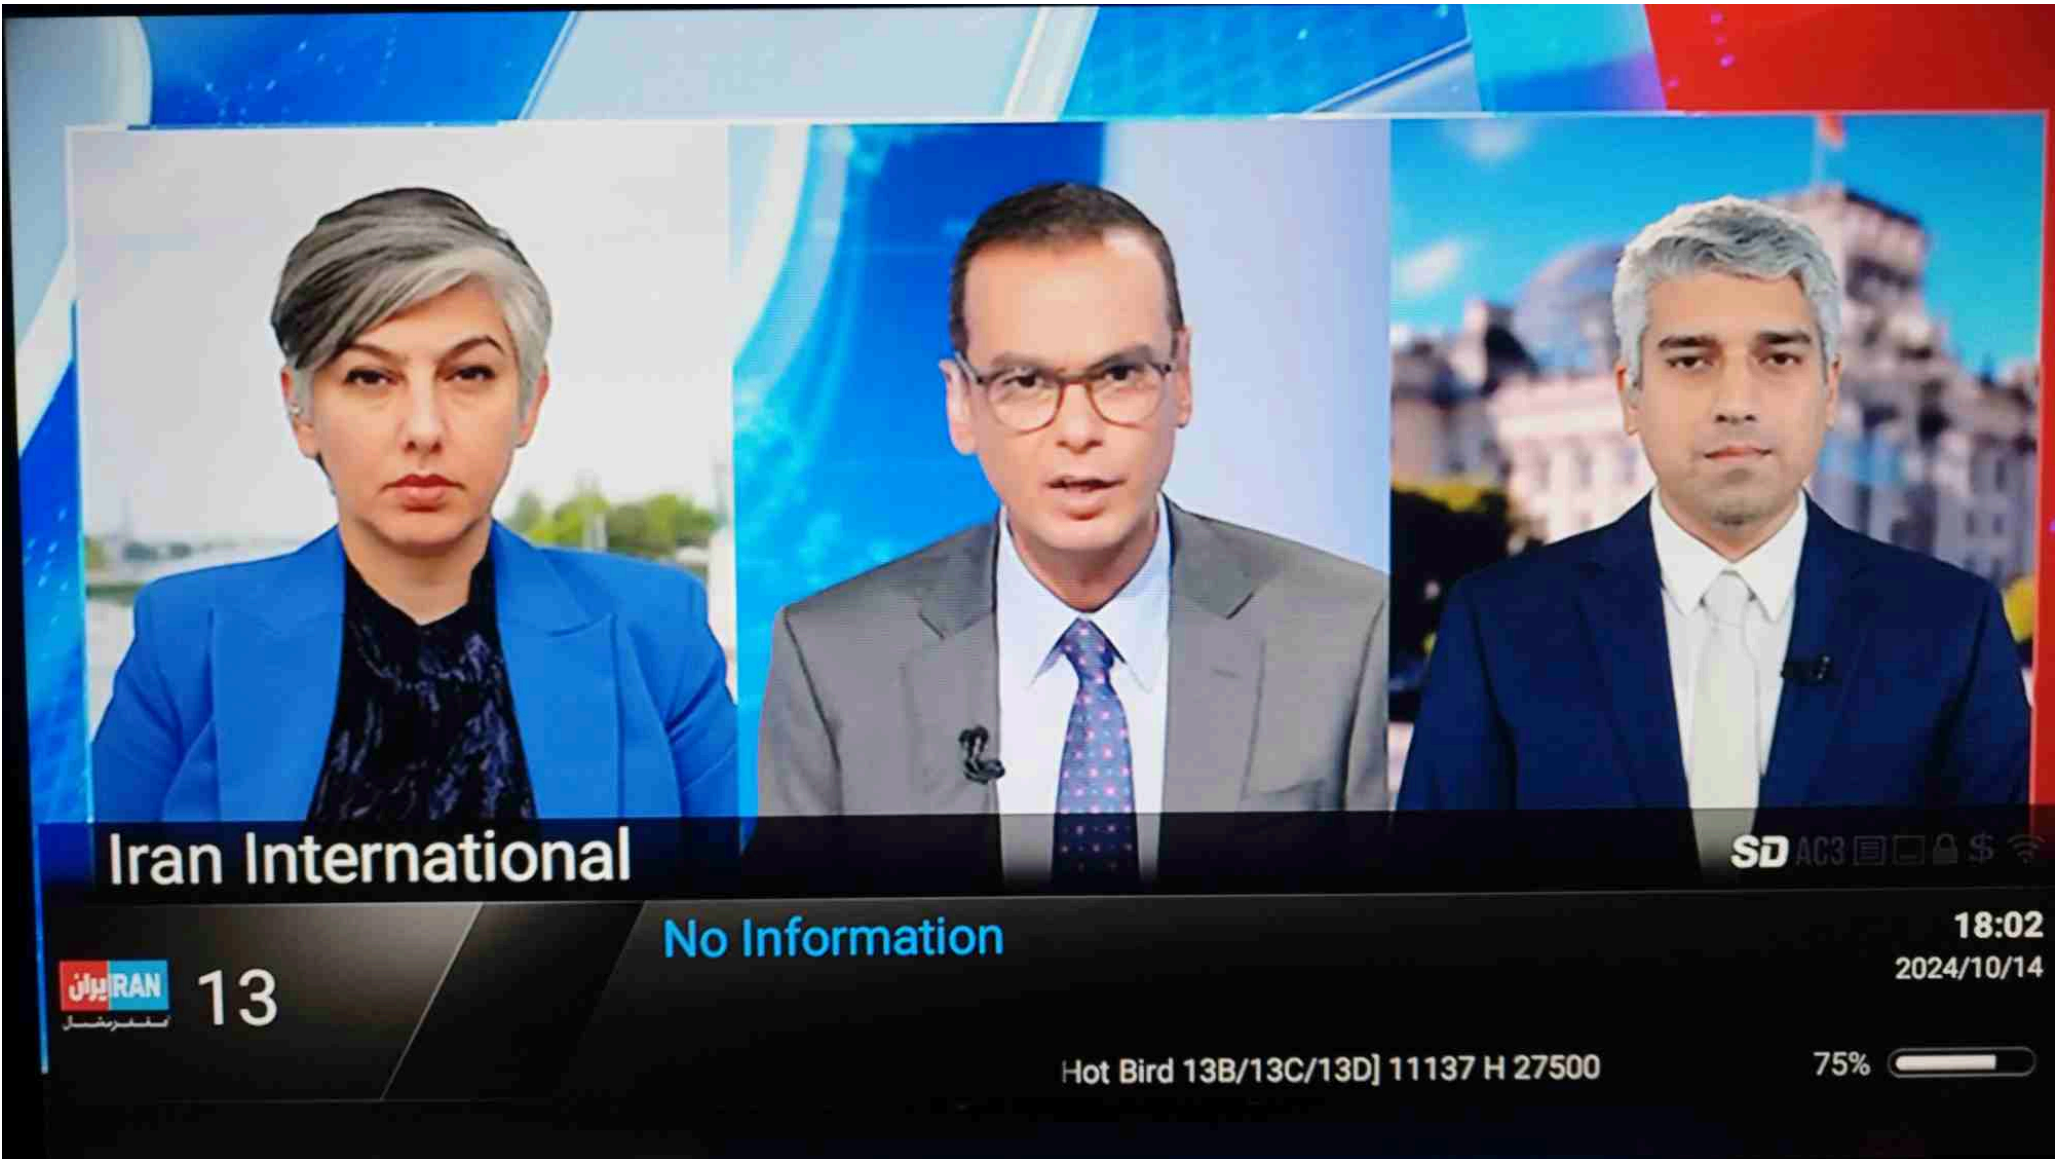 Iran International
SD AC3
No Information
18:02
2024/10/14
ایران IRAN
اینترنشنال
13
Hot Bird 13B/13C/13D] 11137 H 27500
75%